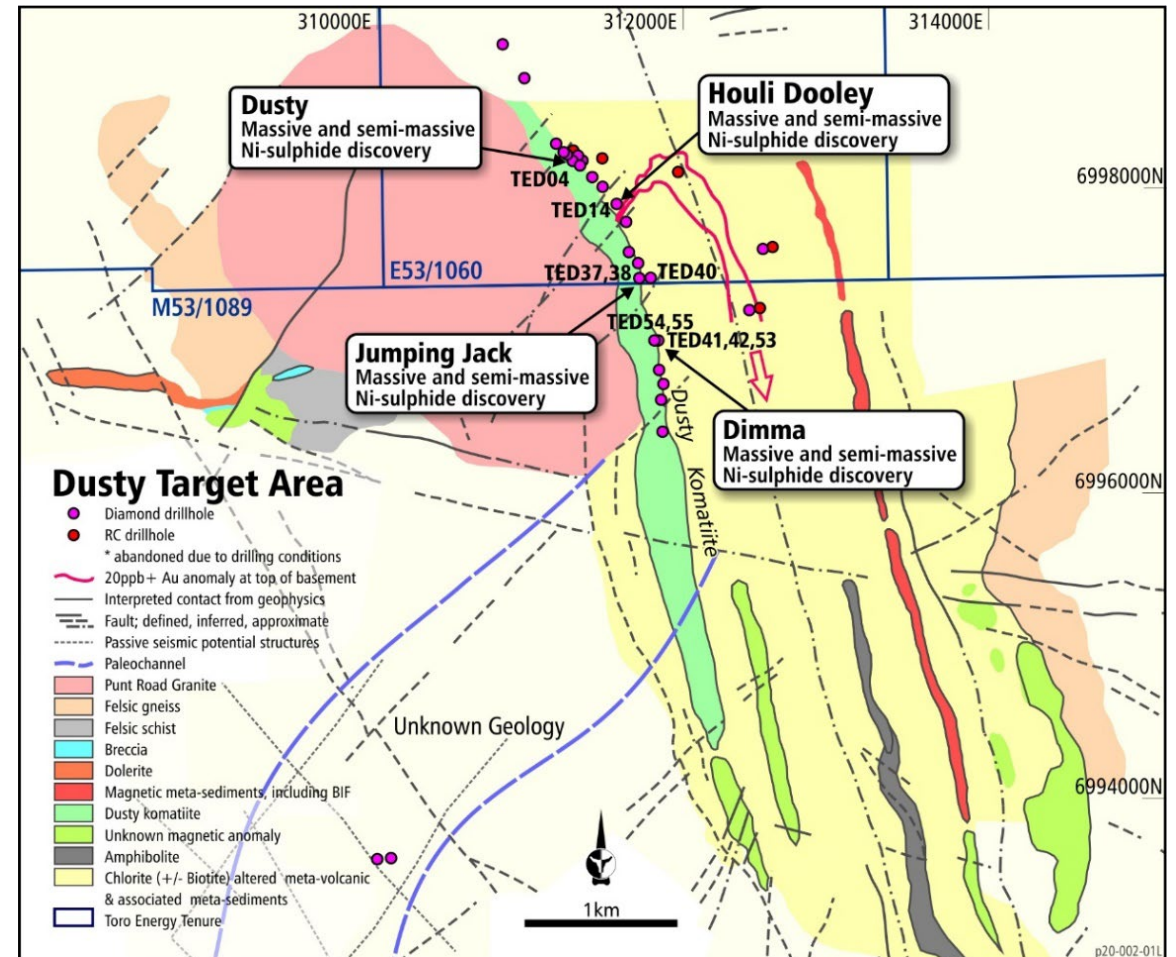 310000E
312000E
314000E
Dusty
Massive and semi-massive
Ni-sulphide discovery
Houli Dooley
Massive and semi-massive
Ni-sulphide discovery
TED04
6998000N
TED14
E53/1060
TED37,38
TED40
M53/1089
TED54,55
TED41,42,53
Jumping Jack
Massive and semi-massive
Ni-sulphide discovery
Dusty Komatiite
Dimma
Massive and semi-massive
Ni-sulphide discovery
6996000N
Dusty Target Area
Diamond drillhole
RC drillhole
* abandoned due to drilling conditions
20ppb+ Au anomaly at top of basement
Interpreted contact from geophysics
Fault; defined, inferred, approximate
Passive seismic potential structures
Paleochannel
Punt Road Granite
Felsic gneiss
Felsic schist
Breccia
Dolerite
Magnetic meta-sediments, including BIF
Dusty komatiite
Unknown magnetic anomaly
Amphibolite
Chlorite (+/- Biotite) altered meta-volcanic
& associated meta-sediments
Toro Energy Tenure
Unknown Geology
6994000N
1km
p20-002-01L